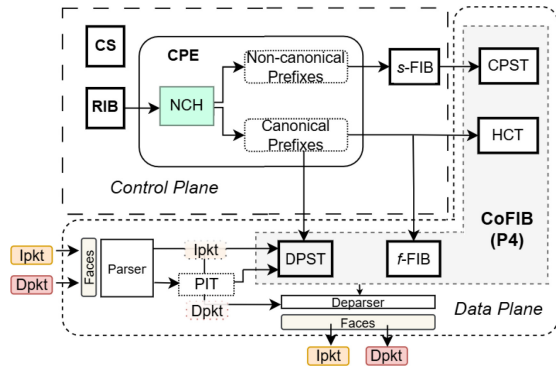 CS
CPE
Non-canonical
Prefixes
s-FIB
CPST
RIB
NCH
Canonical
Prefixes
HCT
Control Plane
CoFIB
(P4)
Ipkt
Dpkt
Faces
Parser
Ipkt
PIT
Dpkt
DPST
f-FIB
Deparser
Faces
Data Plane
Ipkt
Dpkt